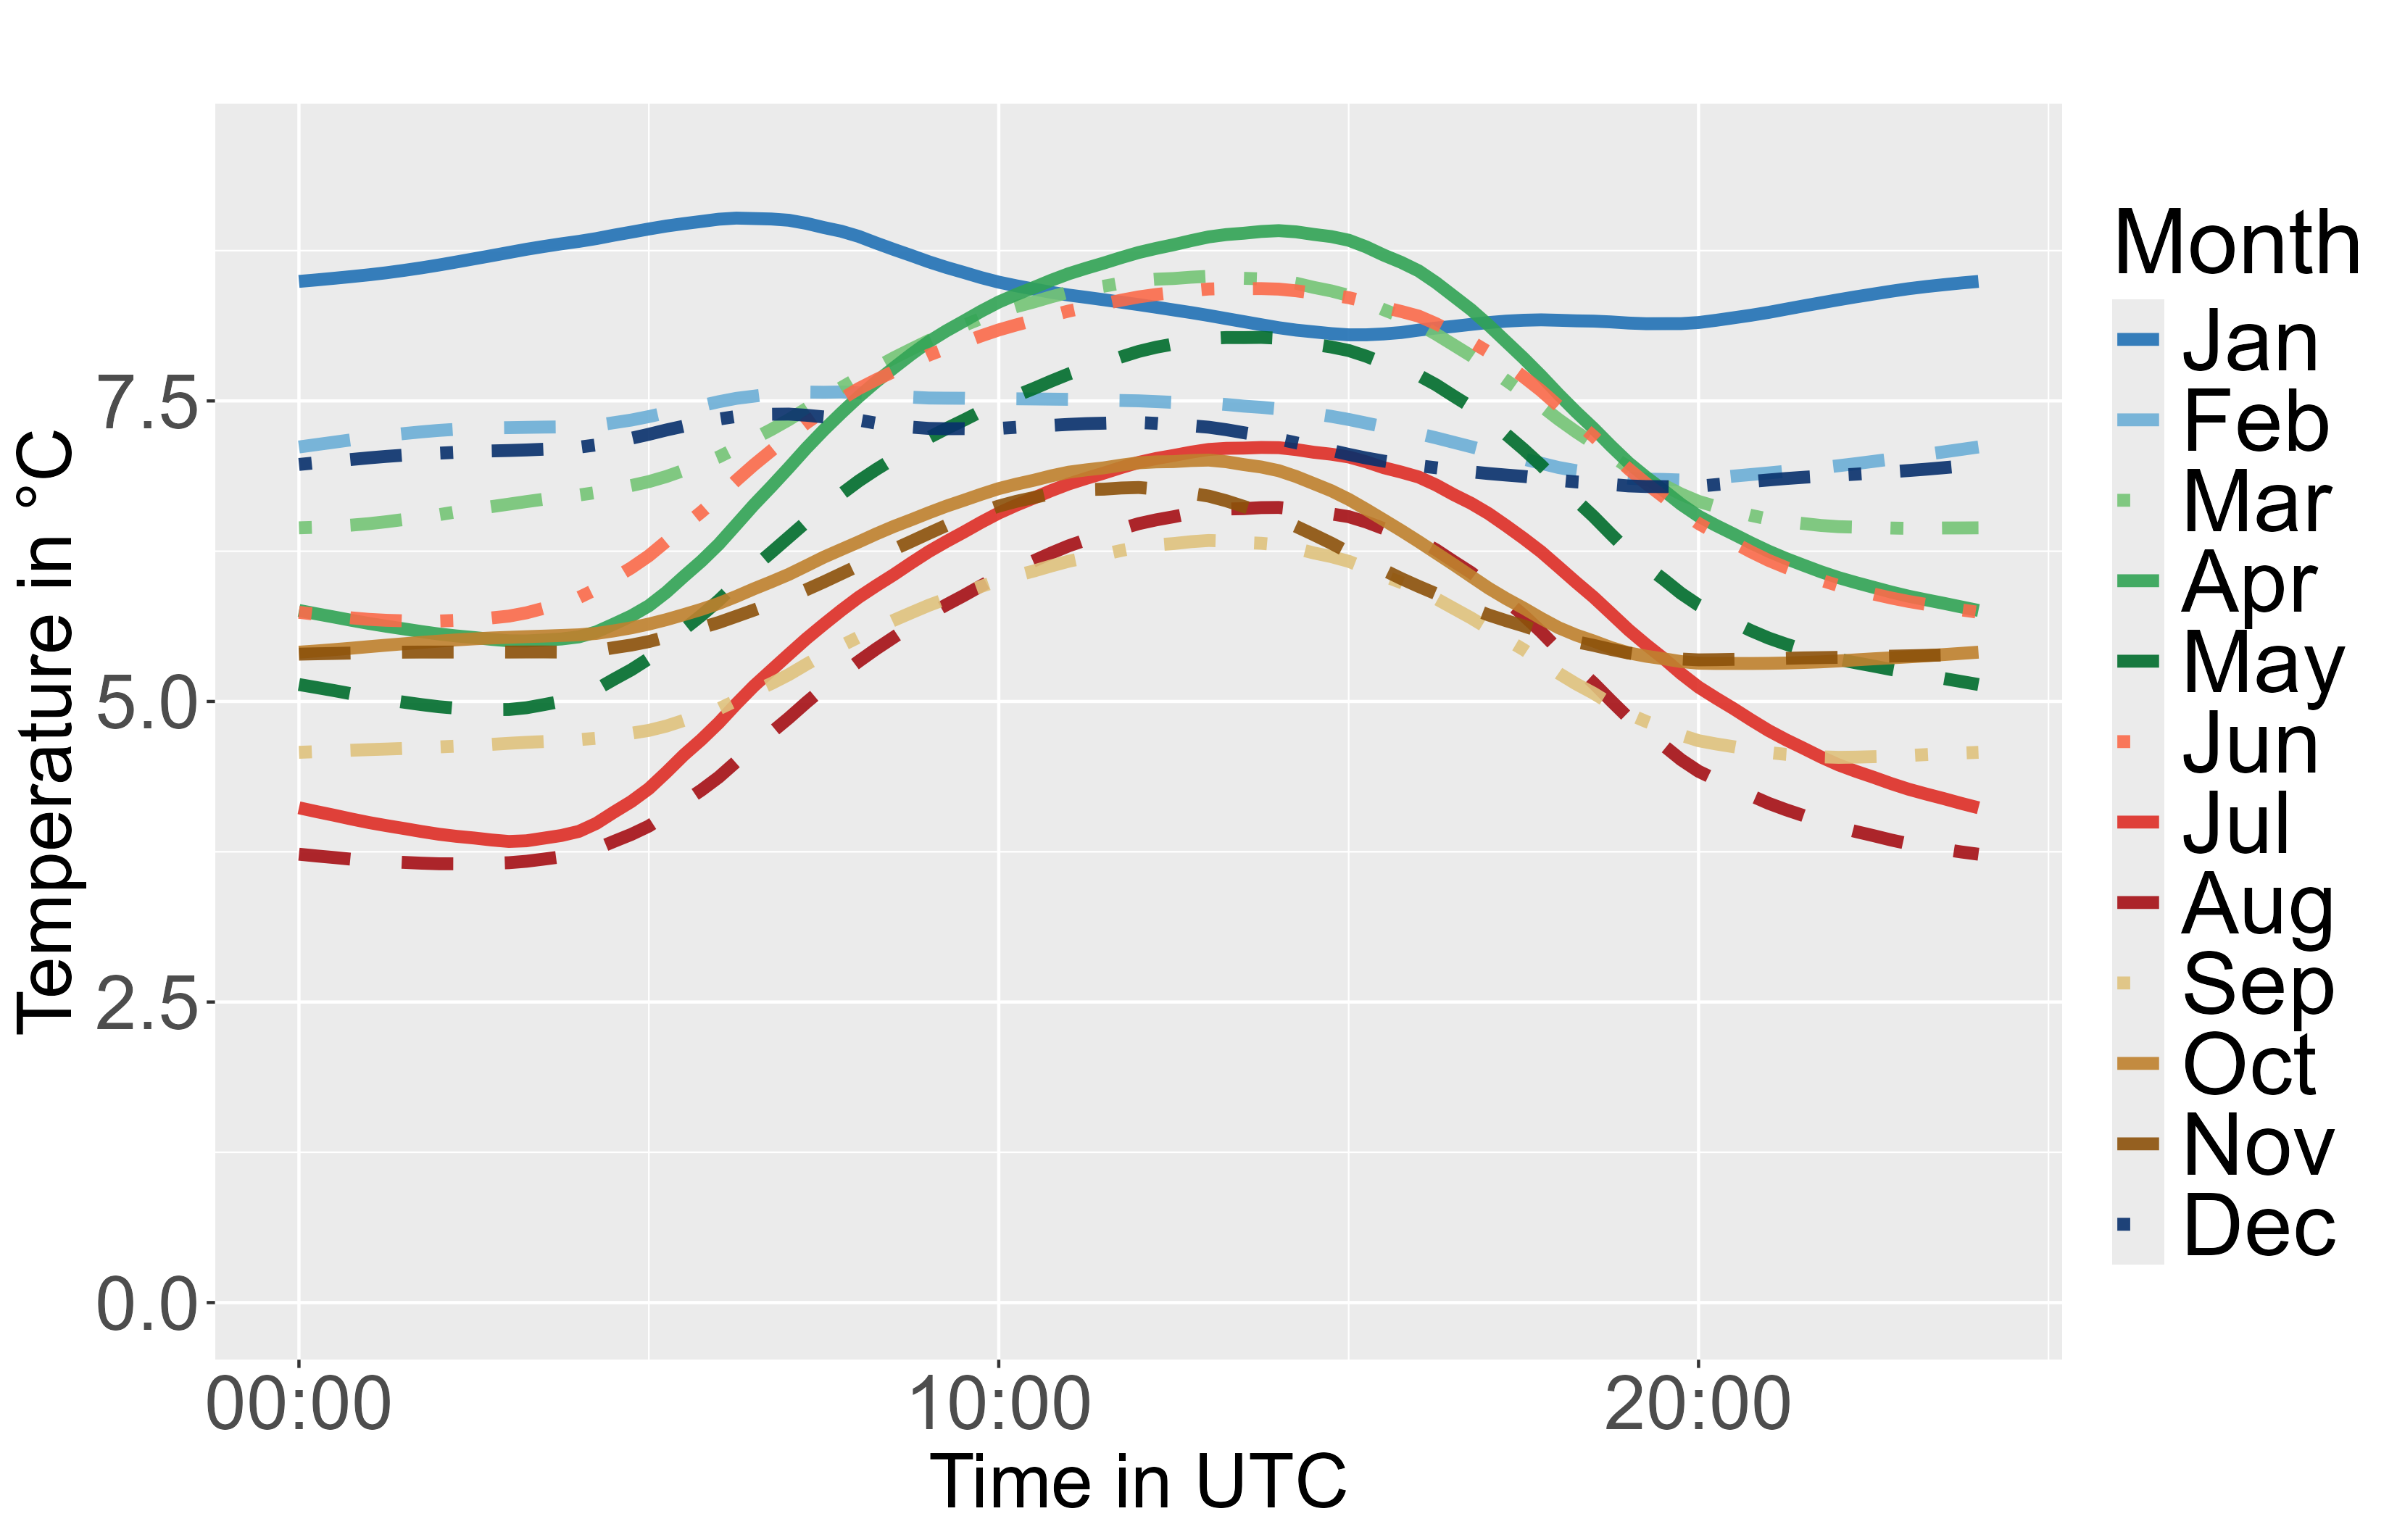 Temperature in °C
7.5
5.0
2.5
0.0
00:00
10:00
20:00
Time in UTC
Month
Jan
Feb
Mar
Apr
May
Jun
Jul
Aug
Sep
Oct
Nov
Dec